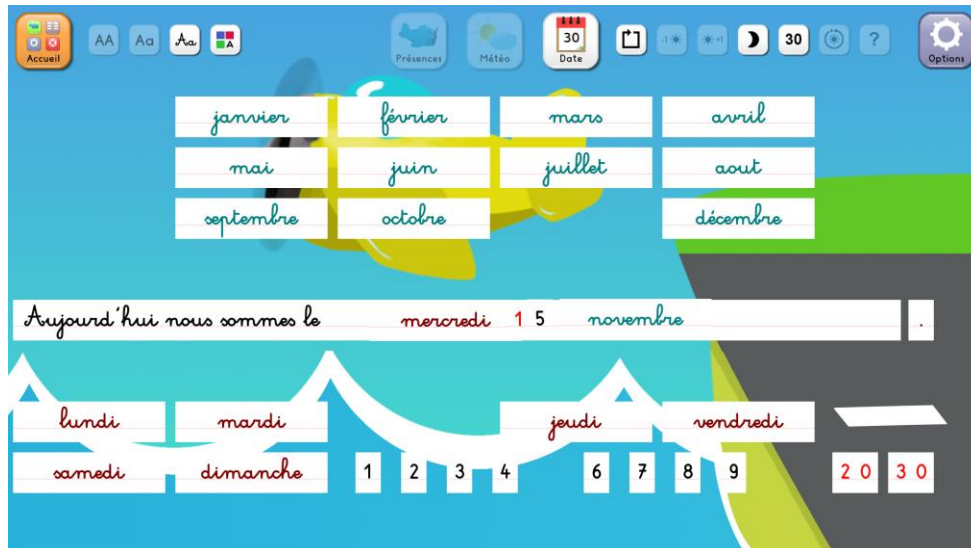 Accueil AA Aa Aa A Présences Météo 30 Date -1 +1 30 ? Options
janvier février mars avril
mai juin juillet aout
septembre octobre décembre
Aujourd'hui nous sommes le mercredi 1 5 novembre .
lundi mardi jeudi vendredi
samedi dimanche 1 2 3 4 6 7 8 9 2 0 3 0